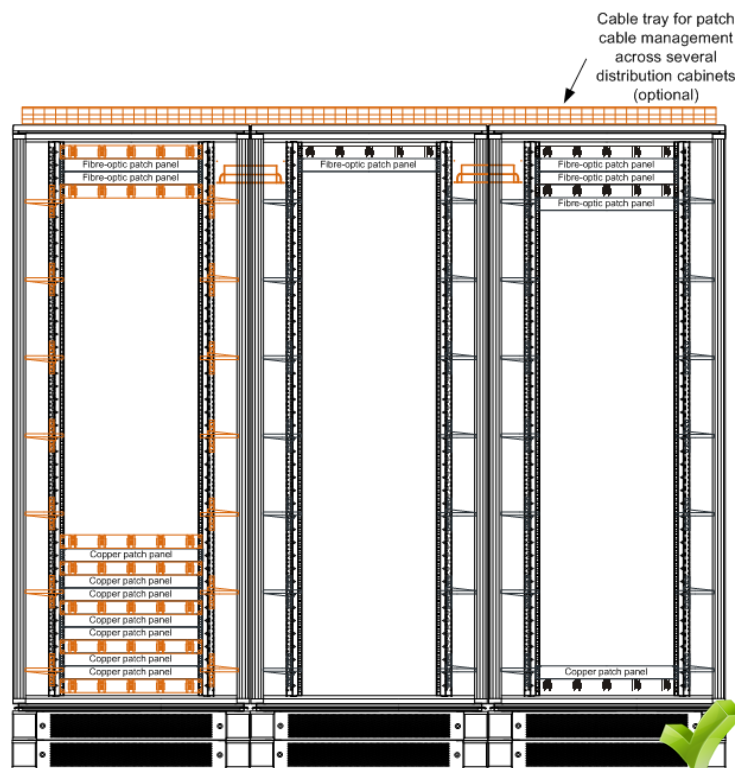 Cable tray for patch
cable management
across several
distribution cabinets
(optional)
Fibre-optic patch panel
Fibre-optic patch panel
Fibre-optic patch panel
Fibre-optic patch panel
Fibre-optic patch panel
Fibre-optic patch panel
Copper patch panel
Copper patch panel
Copper patch panel
Copper patch panel
Copper patch panel
Copper patch panel
Copper patch panel
Copper patch panel